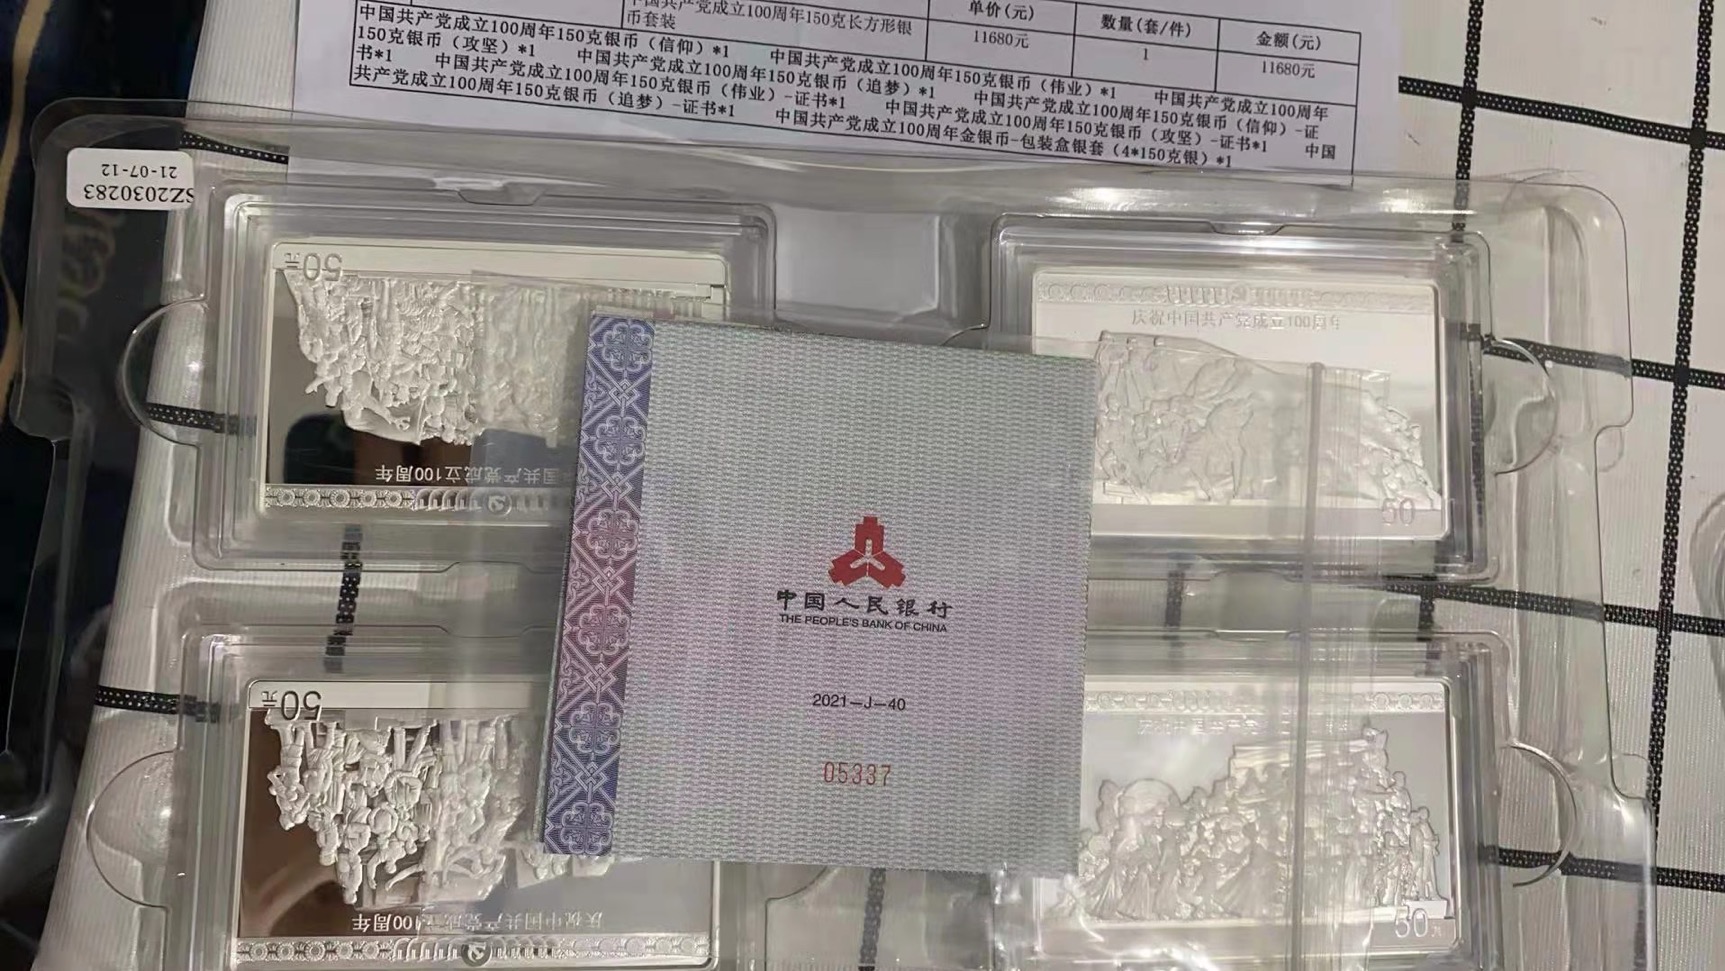 单价(元)
数量(套/件)
金额(元)
中国共产党成立100周年150克长方形银
币套装
11680元
1
11680元
中国共产党成立100周年150克银币（信仰）*1 中国共产党成立100周年150克银币（伟业）*1 中国共产党成立100周年
150克银币（攻坚）*1 中国共产党成立100周年150克银币（追梦）*1 中国共产党成立100周年150克银币（信仰）-证
书*1 中国共产党成立100周年150克银币（伟业）-证书*1 中国共产党成立100周年150克银币（攻坚）-证书*1 中国
共产党成立100周年150克银币（追梦）-证书*1 中国共产党成立100周年金银币-包装盒银套（4*150克银）*1
SZ2030283
21-07-12
50元
国共产党成立100周年
庆祝中国共产党成立100周年
50
中国人民银行
THE PEOPLE'S BANK OF CHINA
2021-J-40
05337
50元
庆祝中国共产党成立100周年
庆祝中国共产党
50元